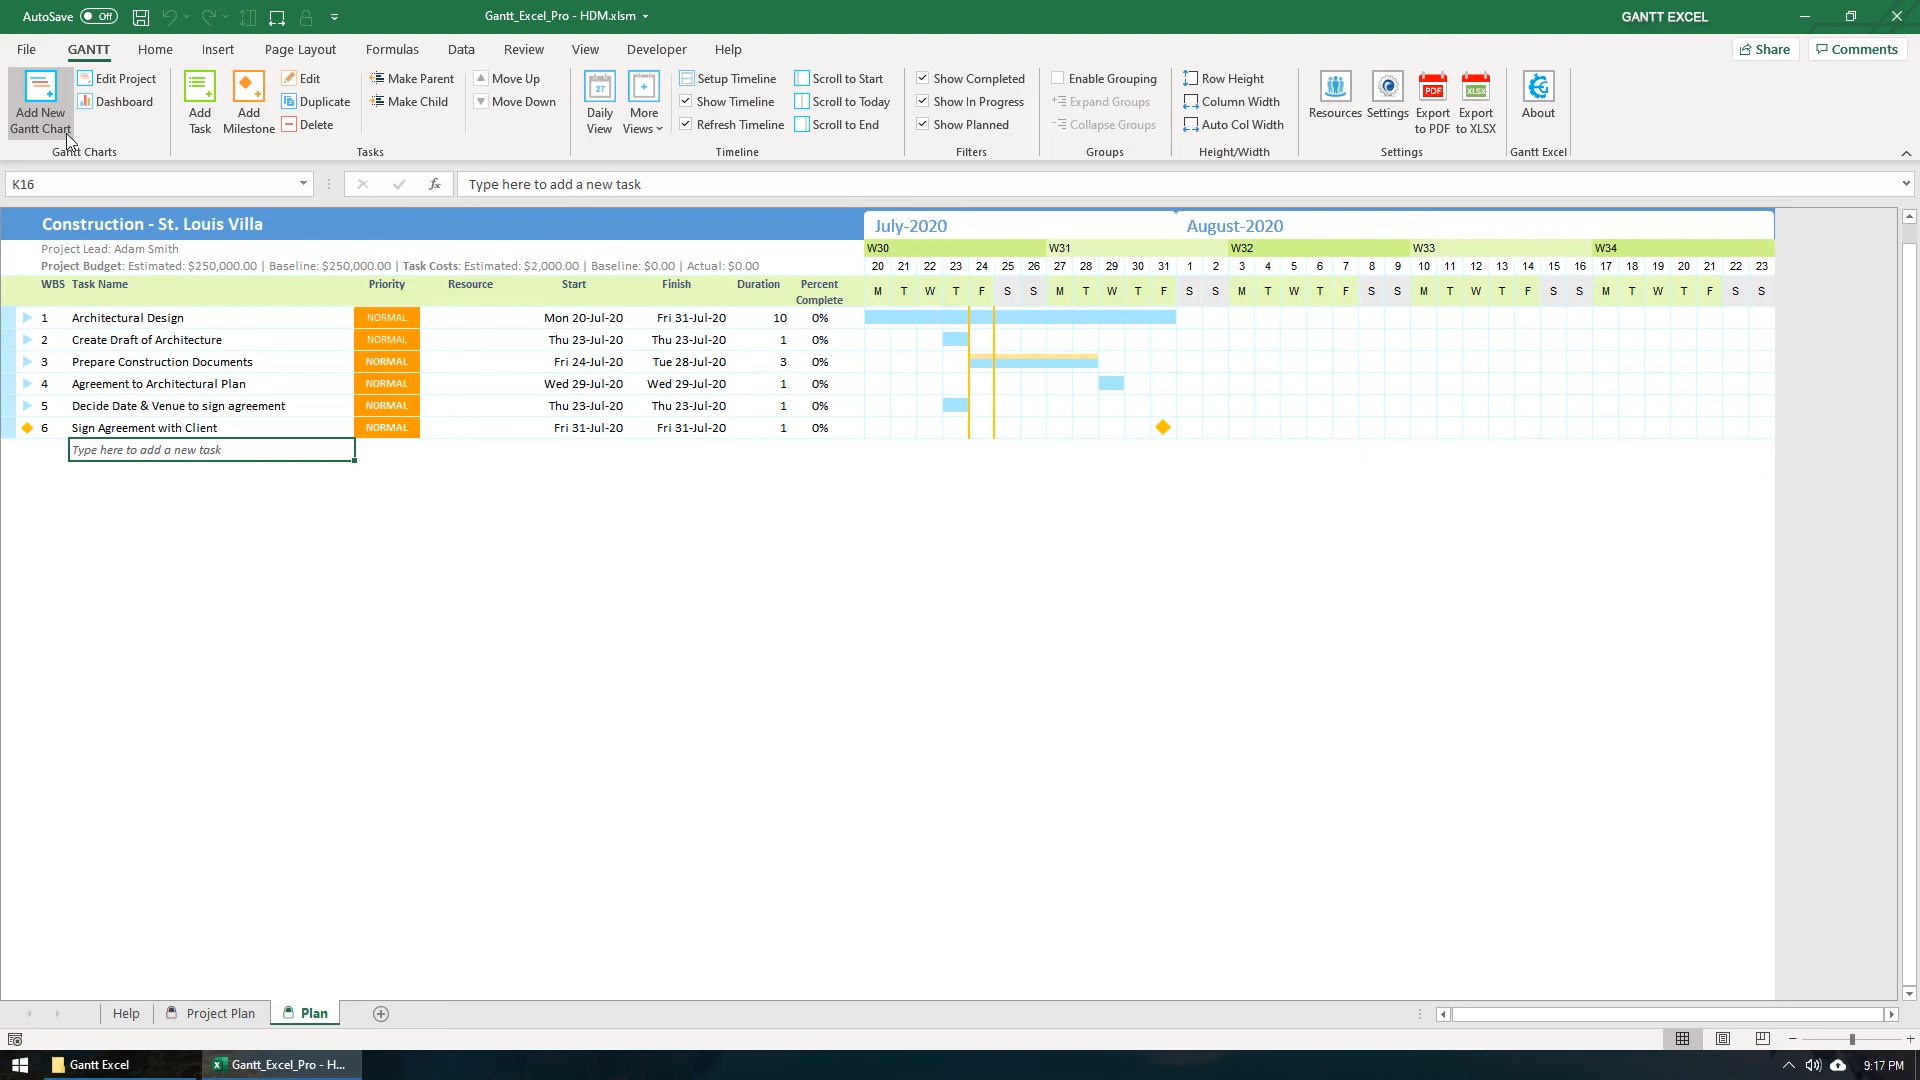 AutoSave Off Gantt_Excel_Pro - HDM.xlsm GANTT EXCEL
File GANTT Home Insert Page Layout Formulas Data Review View Developer Help Share Comments
Add New Gantt Chart
Edit Project
Dashboard
Gantt Charts
Add Task
Add Milestone
Edit
Duplicate
Delete
Make Parent
Make Child
Move Up
Move Down
Tasks
Daily View
More Views
Setup Timeline
Show Timeline
Refresh Timeline
Scroll to Start
Scroll to Today
Scroll to End
Timeline
Show Completed
Show In Progress
Show Planned
Filters
Enable Grouping
Expand Groups
Collapse Groups
Groups
Row Height
Column Width
Auto Col Width
Height/Width
Resources
Settings
Export to PDF
Export to XLSX
Settings
About
Gantt Excel
K16 fx Type here to add a new task
Construction - St. Louis Villa July-2020 August-2020
Project Lead: Adam Smith W30 W31 W32 W33 W34
Project Budget: Estimated: $250,000.00 | Baseline: $250,000.00 | Task Costs: Estimated: $2,000.00 | Baseline: $0.00 | Actual: $0.00
20 21 22 23 24 25 26 27 28 29 30 31 1 2 3 4 5 6 7 8 9 10 11 12 13 14 15 16 17 18 19 20 21 22 23
WBS Task Name Priority Resource Start Finish Duration Percent Complete
M T W T F S S M T W T F S S M T W T F S S M T W T F S S M T W T F S S
1 Architectural Design NORMAL Mon 20-Jul-20 Fri 31-Jul-20 10 0%
2 Create Draft of Architecture NORMAL Thu 23-Jul-20 Thu 23-Jul-20 1 0%
3 Prepare Construction Documents NORMAL Fri 24-Jul-20 Tue 28-Jul-20 3 0%
4 Agreement to Architectural Plan NORMAL Wed 29-Jul-20 Wed 29-Jul-20 1 0%
5 Decide Date & Venue to sign agreement NORMAL Thu 23-Jul-20 Thu 23-Jul-20 1 0%
6 Sign Agreement with Client NORMAL Fri 31-Jul-20 Fri 31-Jul-20 1 0%
Type here to add a new task
Help Project Plan Plan
Gantt Excel Gantt_Excel_Pro - H... 9:17 PM